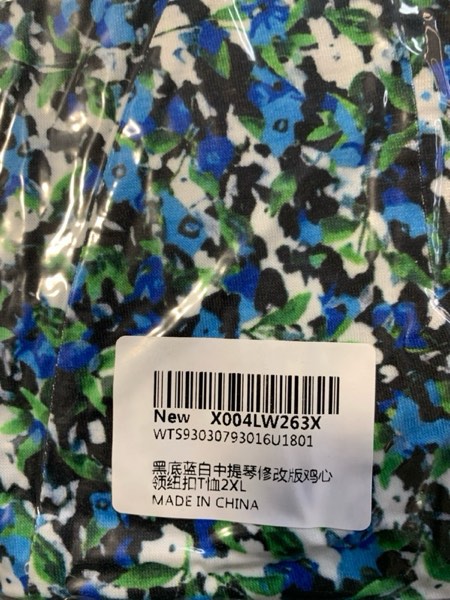 New X004LW263X
WTS93030793016U1801
黑底蓝白中提琴修改版鸡心
领纽扣T恤2XL
MADE IN CHINA